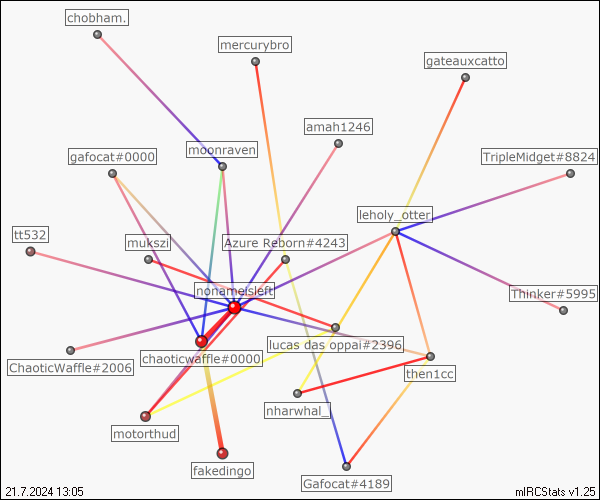 chobham.
mercurybro
gateauxcatto
amah1246
gafocat#0000
moonraven
TripleMidget#8824
leholy_otter
tt532
mukszi
Azure Reborn#4243
nonameisleft
Thinker#5995
chaoticwaffle#0000
lucas das oppai#2396
ChaoticWaffle#2006
then1cc
nharwhal_
motorthud
fakedingo
Gafocat#4189
21.7.2024 13:05
mIRCStats v1.25